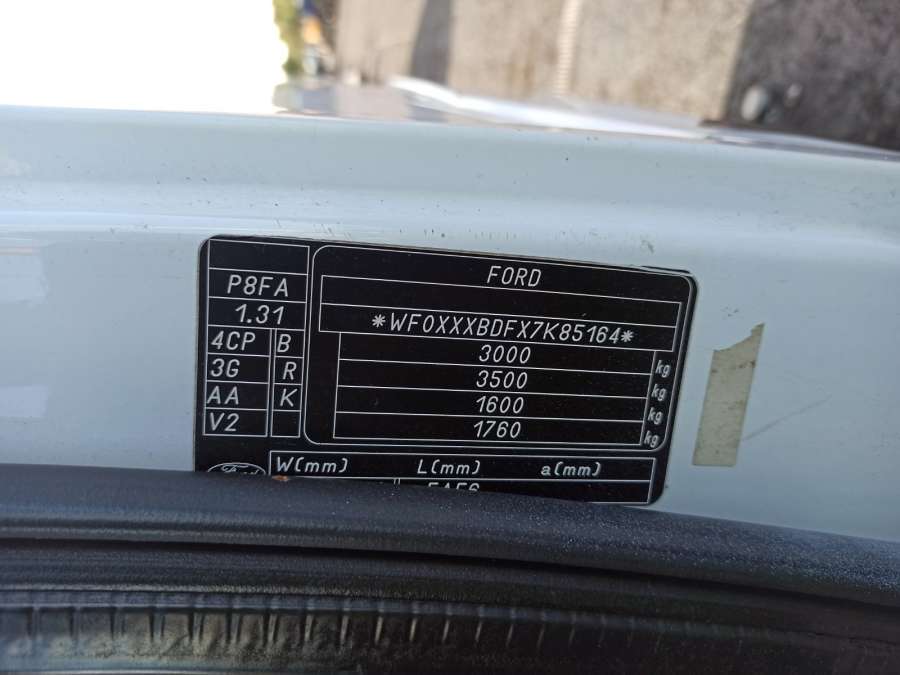 FORD
P8FA
1.31
*WF0XXXBDFX7K85164*
4CP B
3G R
AA K
V2
3000 kg
3500 kg
1600 kg
1760 kg
Ford
W(mm) L(mm) a(mm)